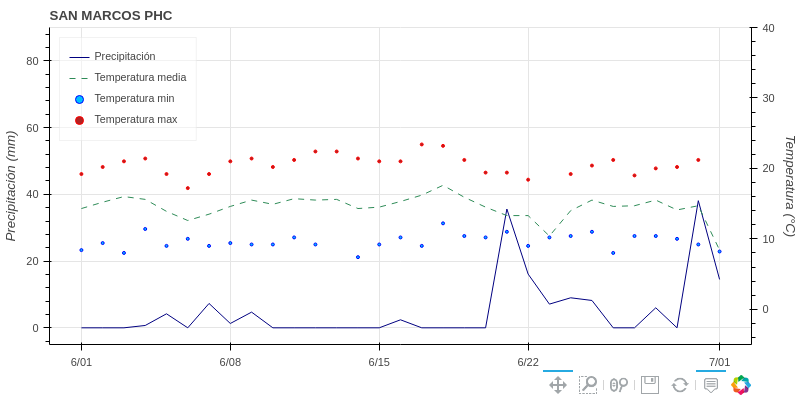 SAN MARCOS PHC
Precipitación
Temperatura media
Temperatura min
Temperatura max
Precipitación (mm)
80
60
40
20
0
Temperatura (°C)
40
30
20
10
0
6/01 6/08 6/15 6/22 7/01